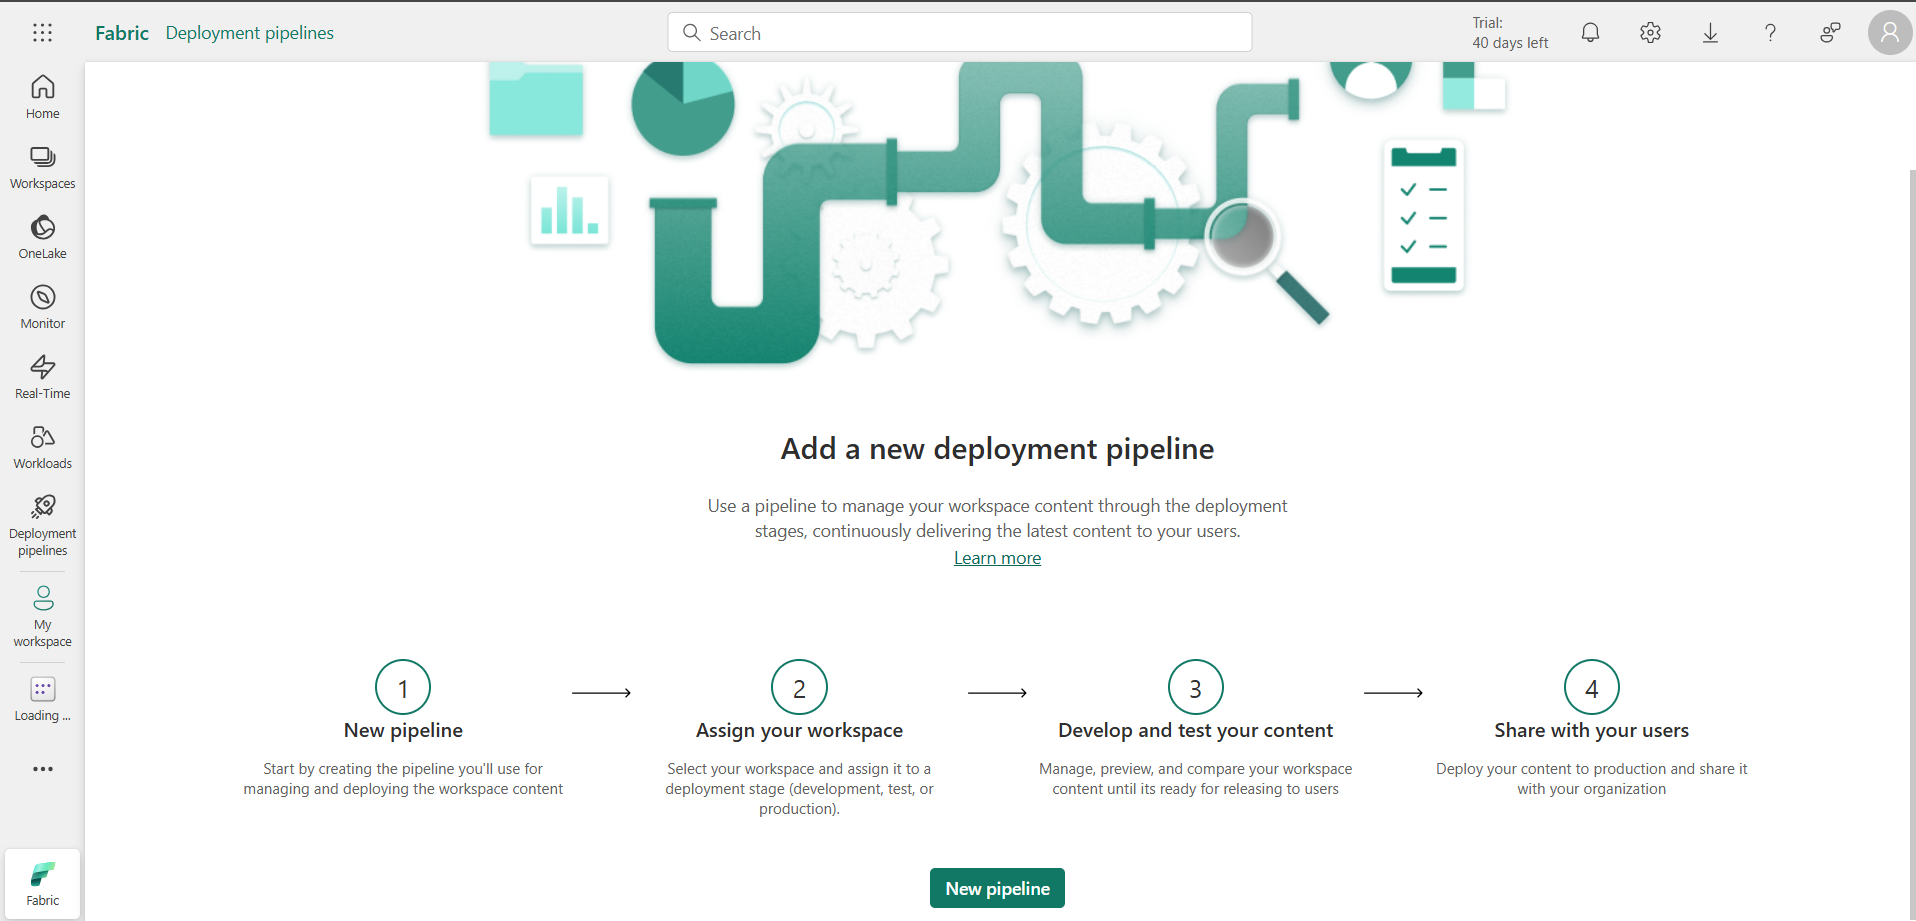 Fabric Deployment pipelines
Search
Trial:
40 days left
Home
Workspaces
OneLake
Monitor
Real-Time
Workloads
Deployment
pipelines
My
workspace
Loading ...
Fabric
Add a new deployment pipeline
Use a pipeline to manage your workspace content through the deployment
stages, continuously delivering the latest content to your users.
Learn more
1
New pipeline
Start by creating the pipeline you'll use for
managing and deploying the workspace content
2
Assign your workspace
Select your workspace and assign it to a
deployment stage (development, test, or
production).
3
Develop and test your content
Manage, preview, and compare your workspace
content until its ready for releasing to users
4
Share with your users
Deploy your content to production and share it
with your organization
New pipeline